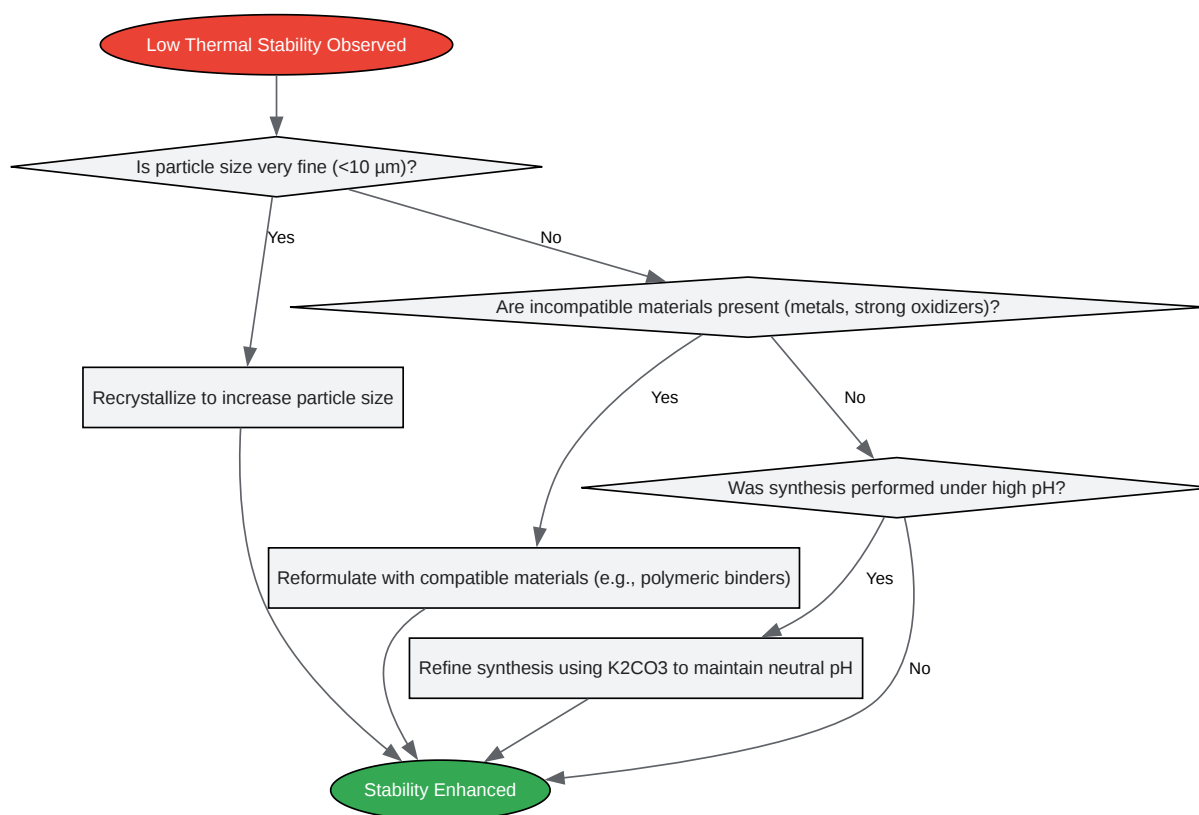 Low Thermal Stability Observed
Is particle size very fine (<10 µm)?
Yes
No
Are incompatible materials present (metals, strong oxidizers)?
Recrystallize to increase particle size
Yes
No
Was synthesis performed under high pH?
Reformulate with compatible materials (e.g., polymeric binders)
Yes
Refine synthesis using K2CO3 to maintain neutral pH
No
Stability Enhanced